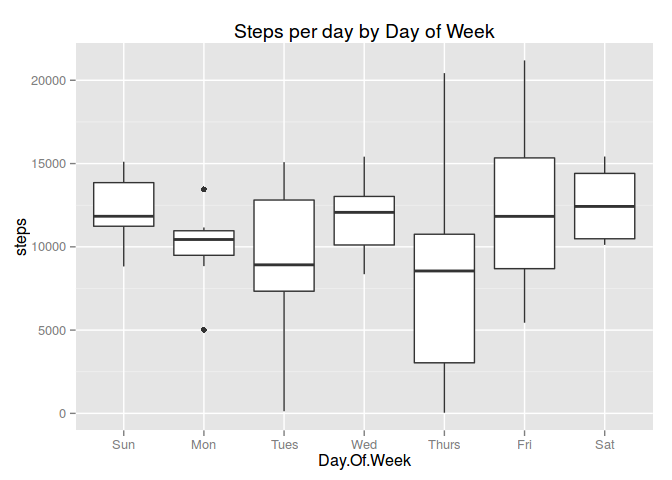 Steps per day by Day of Week
steps
20000
15000
10000
5000
0
Sun Mon Tues Wed Thurs Fri Sat
Day.Of.Week